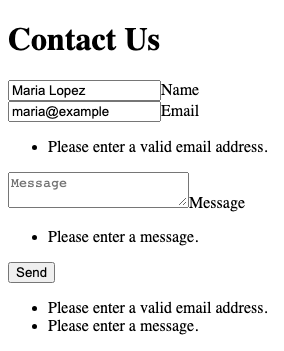 Contact Us
Maria Lopez Name
maria@example Email
• Please enter a valid email address.
Message Message
• Please enter a message.
Send
• Please enter a valid email address.
• Please enter a message.